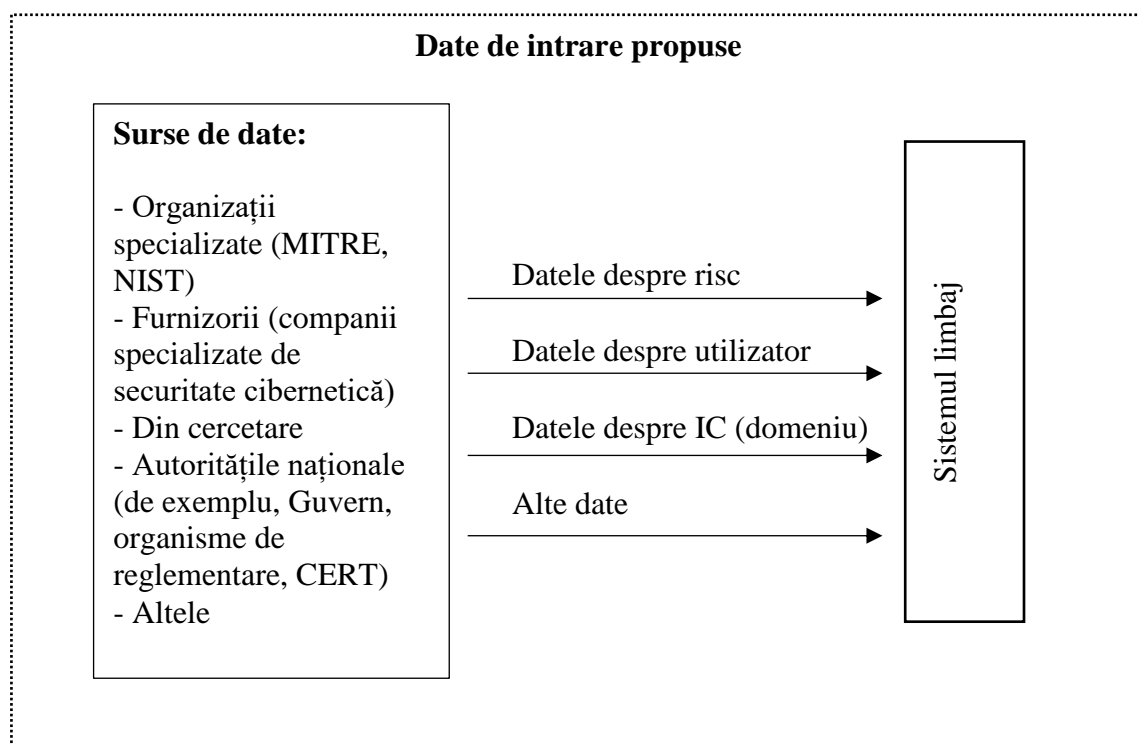 Date de intrare propuse
Surse de date:
- Organizații
specializate (MITRE,
NIST)
- Furnizorii (companii
specializate de
securitate cibernetică)
- Din cercetare
- Autoritățile naționale
(de exemplu, Guvern,
organisme de
reglementare, CERT)
- Altele
Datele despre risc
Datele despre utilizator
Datele despre IC (domeniu)
Alte date
Sistemul limbaj